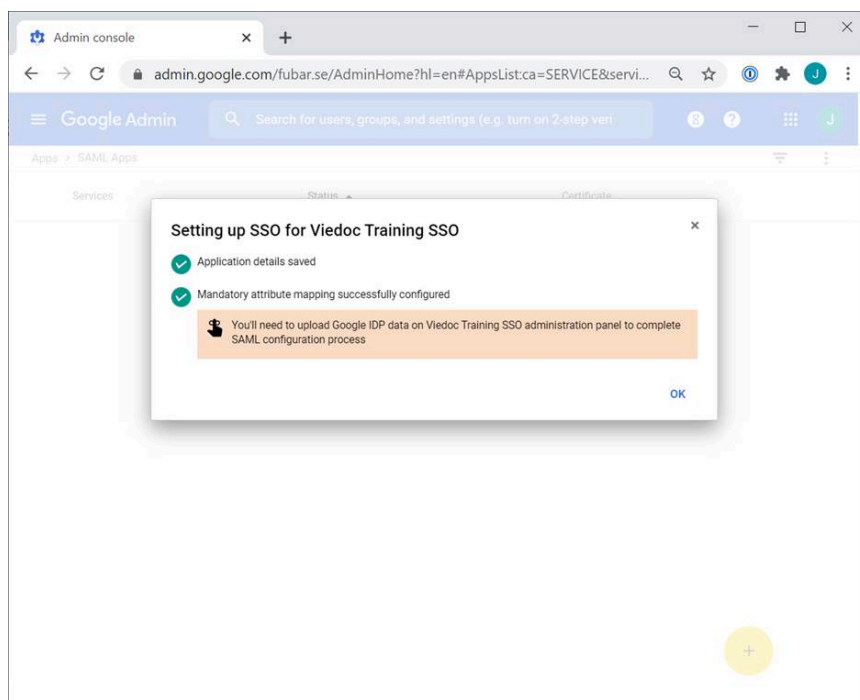 Admin console
admin.google.com/fubar.se/AdminHome?hl=en#AppsList:ca=SERVICE&servi...
J
Google Admin
Search for users, groups, and settings (e.g. turn on 2-step veri
8
?
J
Apps > SAML Apps
Services
Status
Certificate
Setting up SSO for Viedoc Training SSO
Application details saved
Mandatory attribute mapping successfully configured
You'll need to upload Google IDP data on Viedoc Training SSO administration panel to complete
SAML configuration process
OK